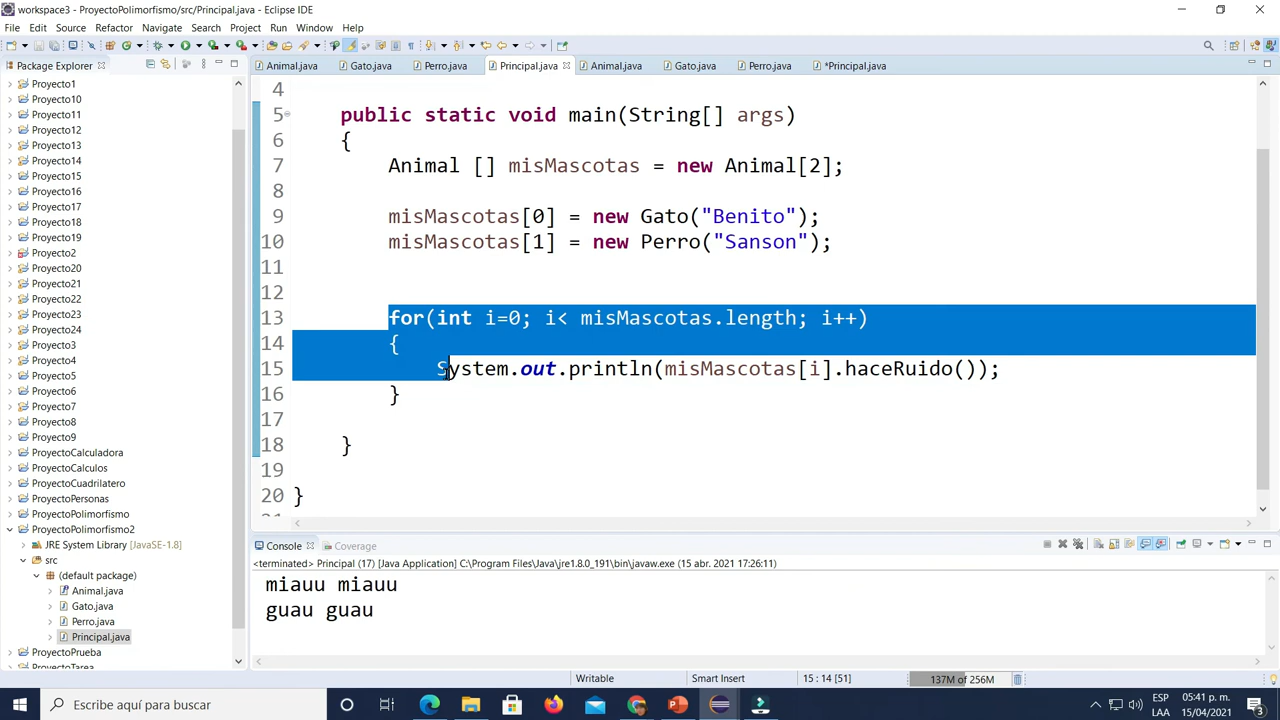 workspace3 - ProyectoPolimorfismo/src/Principal.java - Eclipse IDE
File Edit Source Refactor Navigate Search Project Run Window Help
Package Explorer
Proyecto1
Proyecto10
Proyecto11
Proyecto12
Proyecto13
Proyecto14
Proyecto15
Proyecto16
Proyecto17
Proyecto18
Proyecto19
Proyecto2
Proyecto20
Proyecto21
Proyecto22
Proyecto23
Proyecto24
Proyecto3
Proyecto4
Proyecto5
Proyecto6
Proyecto7
Proyecto8
Proyecto9
ProyectoCalculadora
ProyectoCalculos
ProyectoCuadrilatero
ProyectoPersonas
ProyectoPolimorfismo
ProyectoPolimorfismo2
JRE System Library [JavaSE-1.8]
src
(default package)
Animal.java
Gato.java
Perro.java
Principal.java
ProyectoPrueba
ProyectoTarea
Animal.java Gato.java Perro.java Principal.java Animal.java Gato.java Perro.java *Principal.java
4
5 public static void main(String[] args)
6 {
7 Animal [] misMascotas = new Animal[2];
8
9 misMascotas[0] = new Gato("Benito");
10 misMascotas[1] = new Perro("Sanson");
11
12
13 for(int i=0; i< misMascotas.length; i++)
14 {
15 System.out.println(misMascotas[i].haceRuido());
16 }
17
18 }
19
20 }
Console Coverage
<terminated> Principal (17) [Java Application] C:\Program Files\Java\jre1.8.0_191\bin\javaw.exe (15 abr. 2021 17:26:11)
miauu miauu
guau guau
Writable Smart Insert 15 : 14 [51] 137M of 256M
Escribe aquí para buscar
ESP 05:41 p. m.
LAA 15/04/2021
3